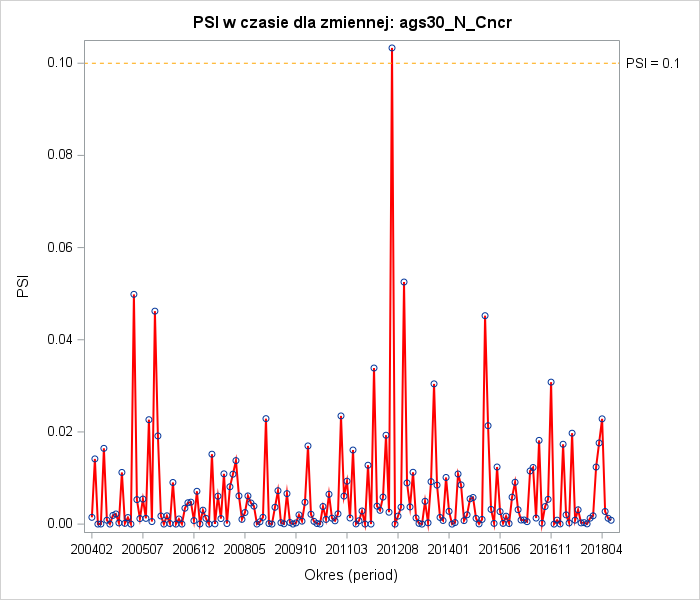 PSI w czasie dla zmiennej: ags30_N_Cncr
0.10
PSI = 0.1
0.08
0.06
PSI
0.04
0.02
0.00
200402 200507 200612 200805 200910 201103 201208 201401 201506 201611 201804
Okres (period)